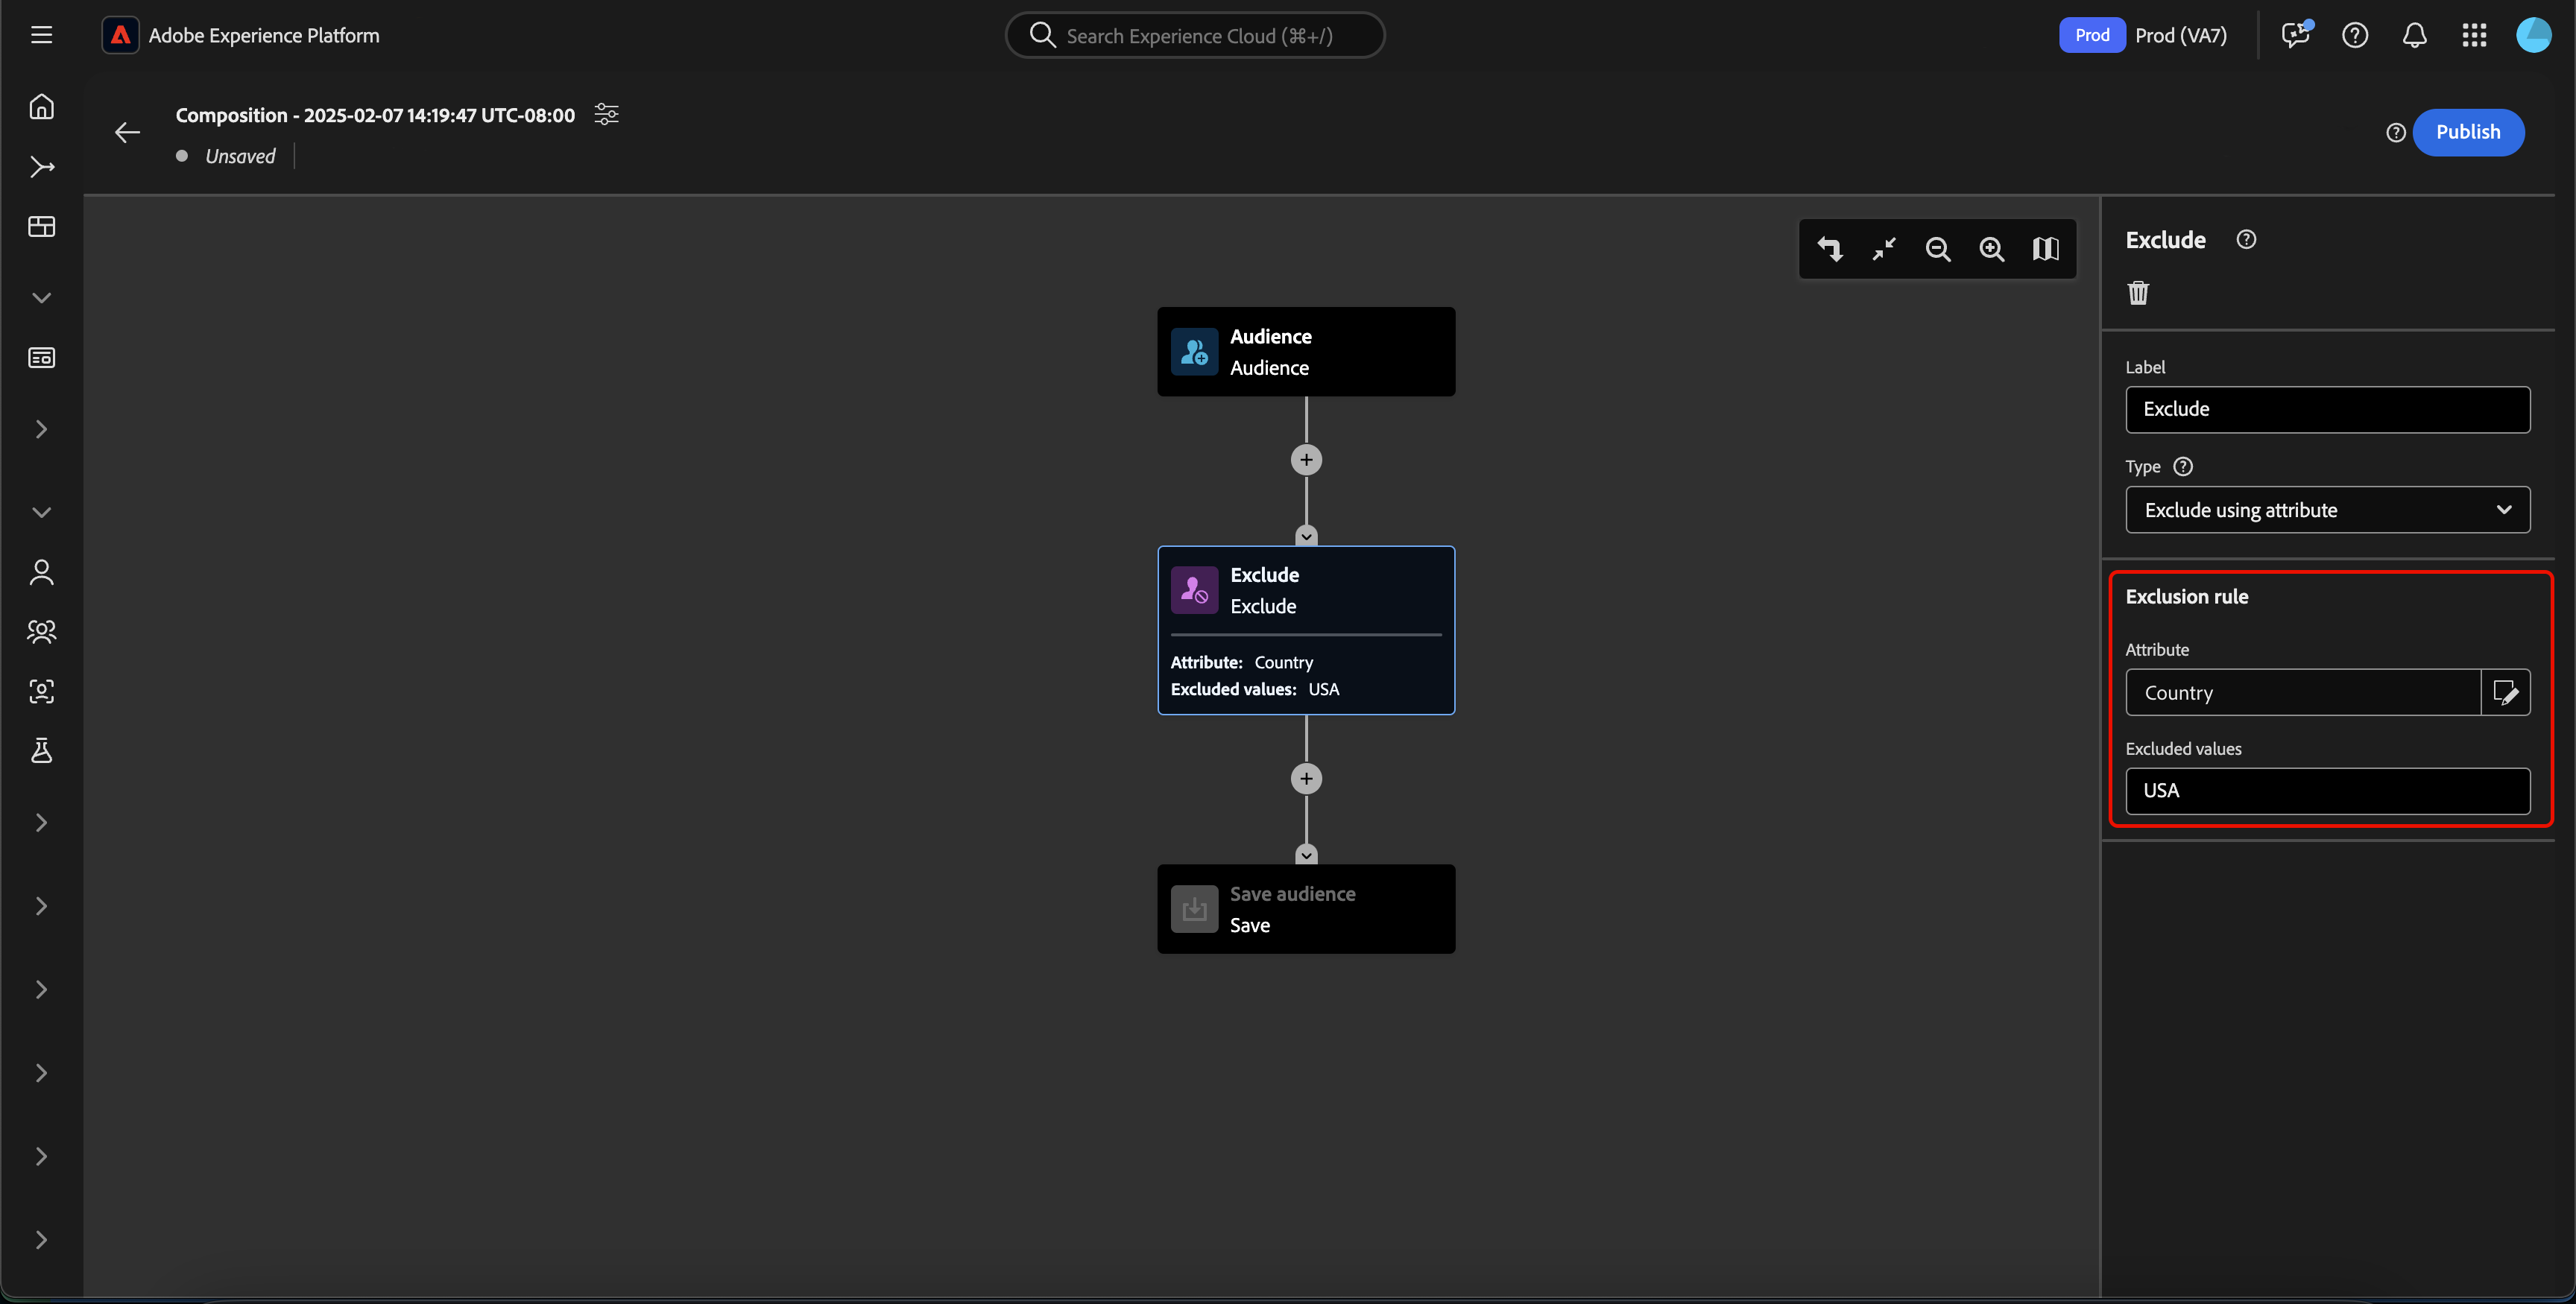 Adobe Experience Platform
Search Experience Cloud (⌘+/)
Prod
Prod (VA7)
Composition - 2025-02-07 14:19:47 UTC-08:00
Unsaved
Publish
Audience
Audience
Exclude
Exclude
Attribute: Country
Excluded values: USA
Save audience
Save
Exclude
Label
Exclude
Type
Exclude using attribute
Exclusion rule
Attribute
Country
Excluded values
USA